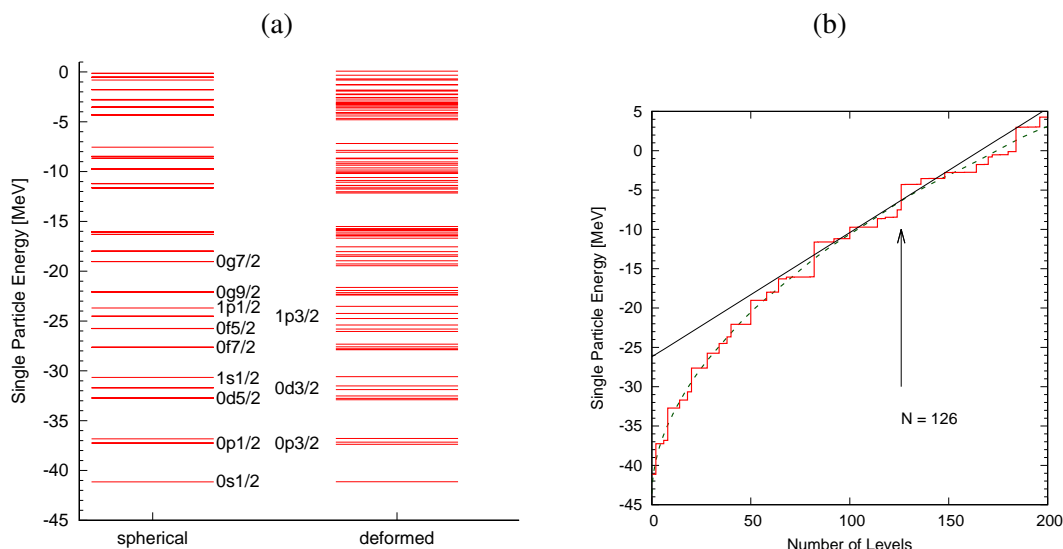 (a)
(b)
Single Particle Energy [MeV]
0
-5
-10
-15
-20
-25
-30
-35
-40
-45
0g7/2
0g9/2
1p1/2
1p3/2
0f5/2
0f7/2
1s1/2
0d3/2
0d5/2
0p1/2
0p3/2
0s1/2
spherical
deformed
Single Particle Energy [MeV]
5
0
-5
-10
-15
-20
-25
-30
-35
-40
-45
N = 126
0
50
100
150
200
Number of Levels